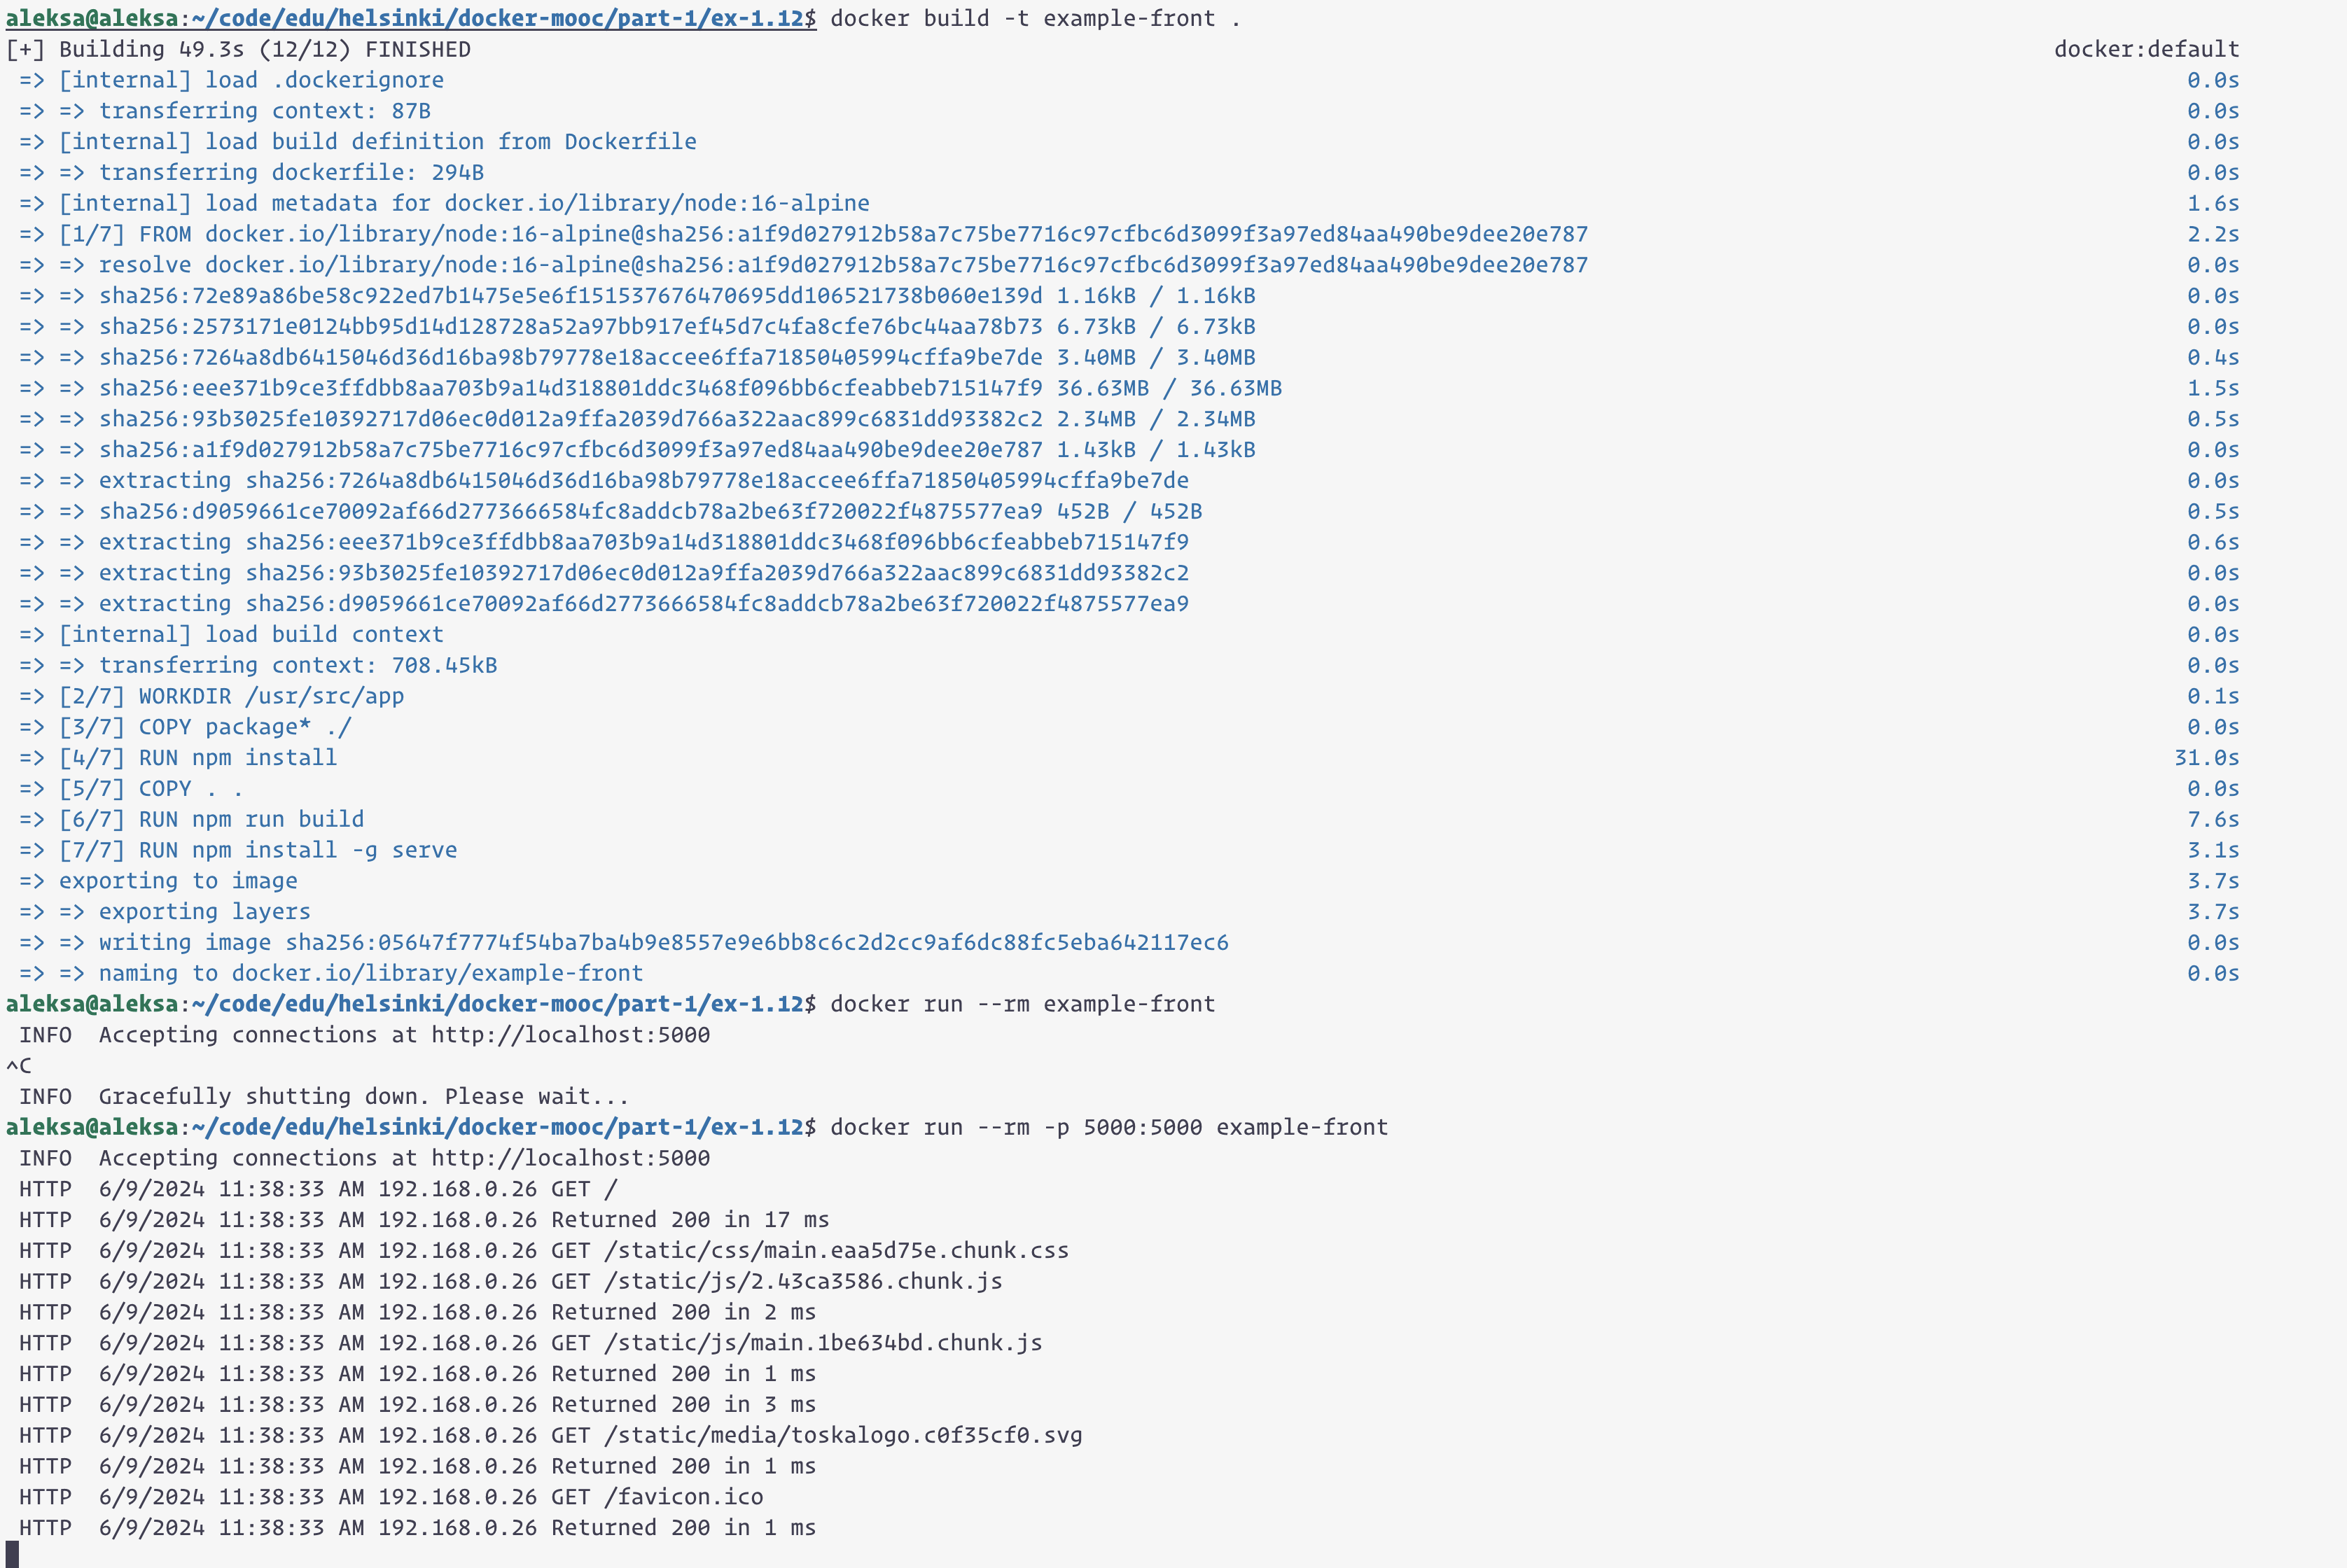 aleksa@aleksa:~/code/edu/helsinki/docker-mooc/part-1/ex-1.12$ docker build -t example-front .
[+] Building 49.3s (12/12) FINISHED docker:default
=> [internal] load .dockerignore 0.0s
=> => transferring context: 87B 0.0s
=> [internal] load build definition from Dockerfile 0.0s
=> => transferring dockerfile: 294B 0.0s
=> [internal] load metadata for docker.io/library/node:16-alpine 1.6s
=> [1/7] FROM docker.io/library/node:16-alpine@sha256:a1f9d027912b58a7c75be7716c97cfbc6d3099f3a97ed84aa490be9dee20e787 2.2s
=> => resolve docker.io/library/node:16-alpine@sha256:a1f9d027912b58a7c75be7716c97cfbc6d3099f3a97ed84aa490be9dee20e787 0.0s
=> => sha256:72e89a86be58c922ed7b1475e5e6f151537676470695dd106521738b060e139d 1.16kB / 1.16kB 0.0s
=> => sha256:2573171e0124bb95d14d128728a52a97bb917ef45d7c4fa8cfe76bc44aa78b73 6.73kB / 6.73kB 0.0s
=> => sha256:7264a8db6415046d36d16ba98b79778e18accee6ffa71850405994cffa9be7de 3.40MB / 3.40MB 0.4s
=> => sha256:eee371b9ce3ffdbb8aa703b9a14d318801ddc3468f096bb6cfeabbeb715147f9 36.63MB / 36.63MB 1.5s
=> => sha256:93b3025fe10392717d06ec0d012a9ffa2039d766a322aac899c6831dd93382c2 2.34MB / 2.34MB 0.5s
=> => sha256:a1f9d027912b58a7c75be7716c97cfbc6d3099f3a97ed84aa490be9dee20e787 1.43kB / 1.43kB 0.0s
=> => extracting sha256:7264a8db6415046d36d16ba98b79778e18accee6ffa71850405994cffa9be7de 0.0s
=> => sha256:d9059661ce70092af66d2773666584fc8addcb78a2be63f720022f4875577ea9 452B / 452B 0.5s
=> => extracting sha256:eee371b9ce3ffdbb8aa703b9a14d318801ddc3468f096bb6cfeabbeb715147f9 0.6s
=> => extracting sha256:93b3025fe10392717d06ec0d012a9ffa2039d766a322aac899c6831dd93382c2 0.0s
=> => extracting sha256:d9059661ce70092af66d2773666584fc8addcb78a2be63f720022f4875577ea9 0.0s
=> [internal] load build context 0.0s
=> => transferring context: 708.45kB 0.0s
=> [2/7] WORKDIR /usr/src/app 0.1s
=> [3/7] COPY package* ./ 0.0s
=> [4/7] RUN npm install 31.0s
=> [5/7] COPY . . 0.0s
=> [6/7] RUN npm run build 7.6s
=> [7/7] RUN npm install -g serve 3.1s
=> exporting to image 3.7s
=> => exporting layers 3.7s
=> => writing image sha256:05647f7774f54ba7ba4b9e8557e9e6bb8c6c2d2cc9af6dc88fc5eba642117ec6 0.0s
=> => naming to docker.io/library/example-front 0.0s
aleksa@aleksa:~/code/edu/helsinki/docker-mooc/part-1/ex-1.12$ docker run --rm example-front
INFO  Accepting connections at http://localhost:5000
^C
INFO  Gracefully shutting down. Please wait...
aleksa@aleksa:~/code/edu/helsinki/docker-mooc/part-1/ex-1.12$ docker run --rm -p 5000:5000 example-front
INFO  Accepting connections at http://localhost:5000
HTTP  6/9/2024 11:38:33 AM 192.168.0.26 GET /
HTTP  6/9/2024 11:38:33 AM 192.168.0.26 Returned 200 in 17 ms
HTTP  6/9/2024 11:38:33 AM 192.168.0.26 GET /static/css/main.eaa5d75e.chunk.css
HTTP  6/9/2024 11:38:33 AM 192.168.0.26 GET /static/js/2.43ca3586.chunk.js
HTTP  6/9/2024 11:38:33 AM 192.168.0.26 Returned 200 in 2 ms
HTTP  6/9/2024 11:38:33 AM 192.168.0.26 GET /static/js/main.1be634bd.chunk.js
HTTP  6/9/2024 11:38:33 AM 192.168.0.26 Returned 200 in 1 ms
HTTP  6/9/2024 11:38:33 AM 192.168.0.26 Returned 200 in 3 ms
HTTP  6/9/2024 11:38:33 AM 192.168.0.26 GET /static/media/toskalogo.c0f35cf0.svg
HTTP  6/9/2024 11:38:33 AM 192.168.0.26 Returned 200 in 1 ms
HTTP  6/9/2024 11:38:33 AM 192.168.0.26 GET /favicon.ico
HTTP  6/9/2024 11:38:33 AM 192.168.0.26 Returned 200 in 1 ms